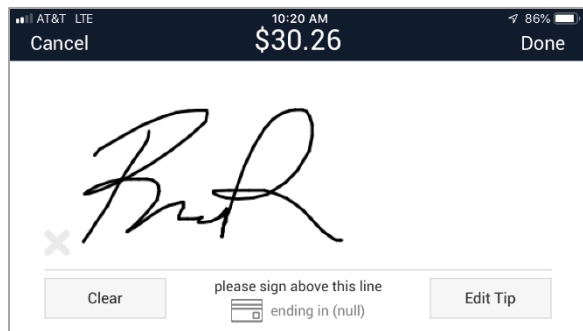 AT&T LTE 10:20 AM 86%
Cancel $30.26 Done
please sign above this line
Clear ending in (null) Edit Tip